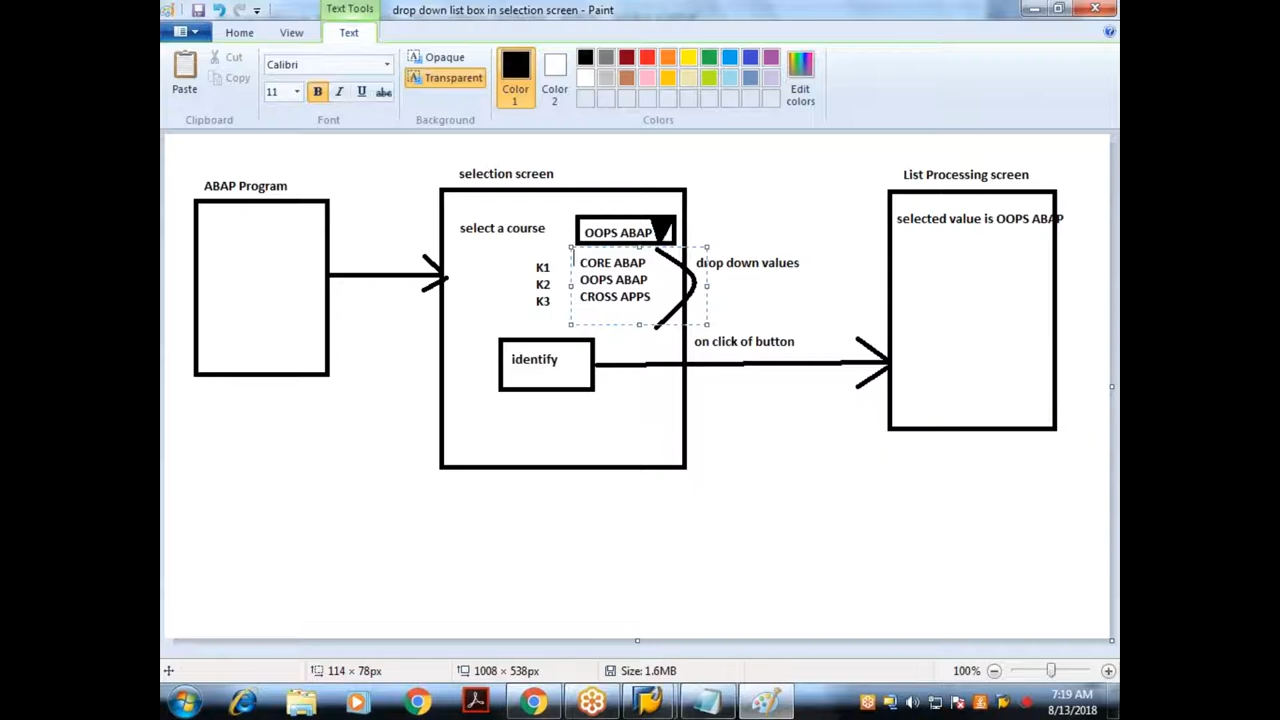 Text Tools
drop down list box in selection screen - Paint
Home
View
Text
Paste
Cut
Copy
Calibri
11
B
I
U
abc
A
Opaque
A
Transparent
Color
1
Color
2
Edit
colors
Clipboard
Font
Background
Colors
selection screen
List Processing screen
ABAP Program
selected value is OOPS ABAP
select a course
OOPS ABAP
K1
K2
K3
CORE ABAP
OOPS ABAP
CROSS APPS
drop down values
on click of button
identify
114 × 78px
1008 × 538px
Size: 1.6MB
100%
7:19 AM
8/13/2018